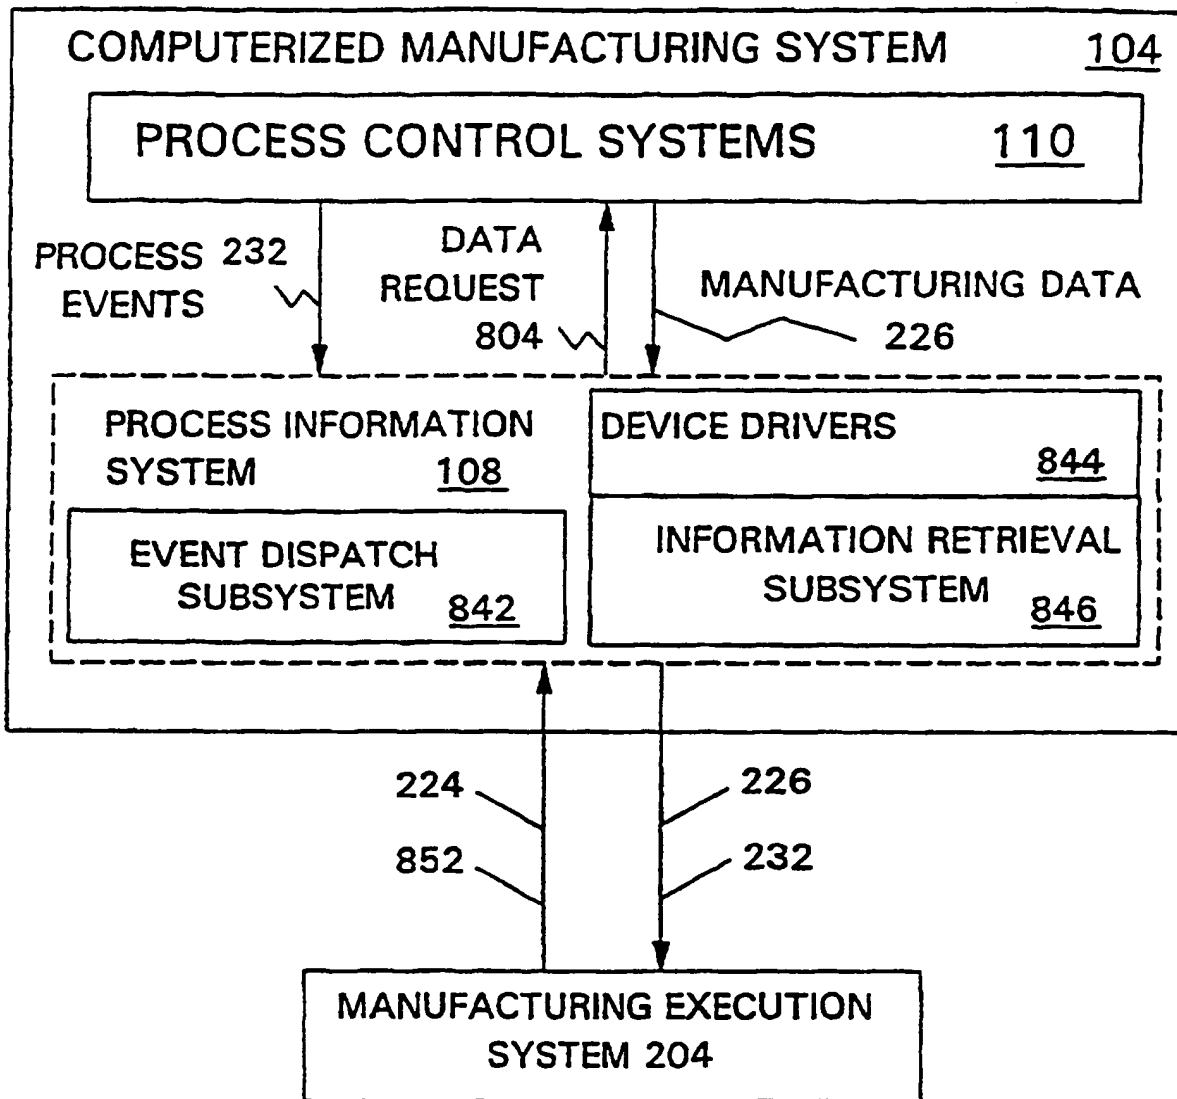 COMPUTERIZED MANUFACTURING SYSTEM 104
PROCESS CONTROL SYSTEMS 110
PROCESS 232
EVENTS
DATA
REQUEST
804
MANUFACTURING DATA
226
PROCESS INFORMATION
SYSTEM 108
DEVICE DRIVERS
844
EVENT DISPATCH
SUBSYSTEM 842
INFORMATION RETRIEVAL
SUBSYSTEM 846
224
226
852
232
MANUFACTURING EXECUTION
SYSTEM 204